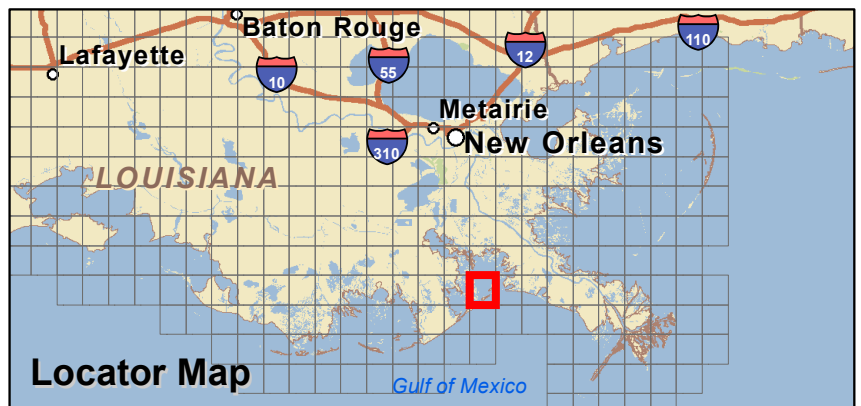 Baton Rouge
Lafayette
110
12
55
10
Metairie
New Orleans
310
LOUISIANA
Locator Map
Gulf of Mexico